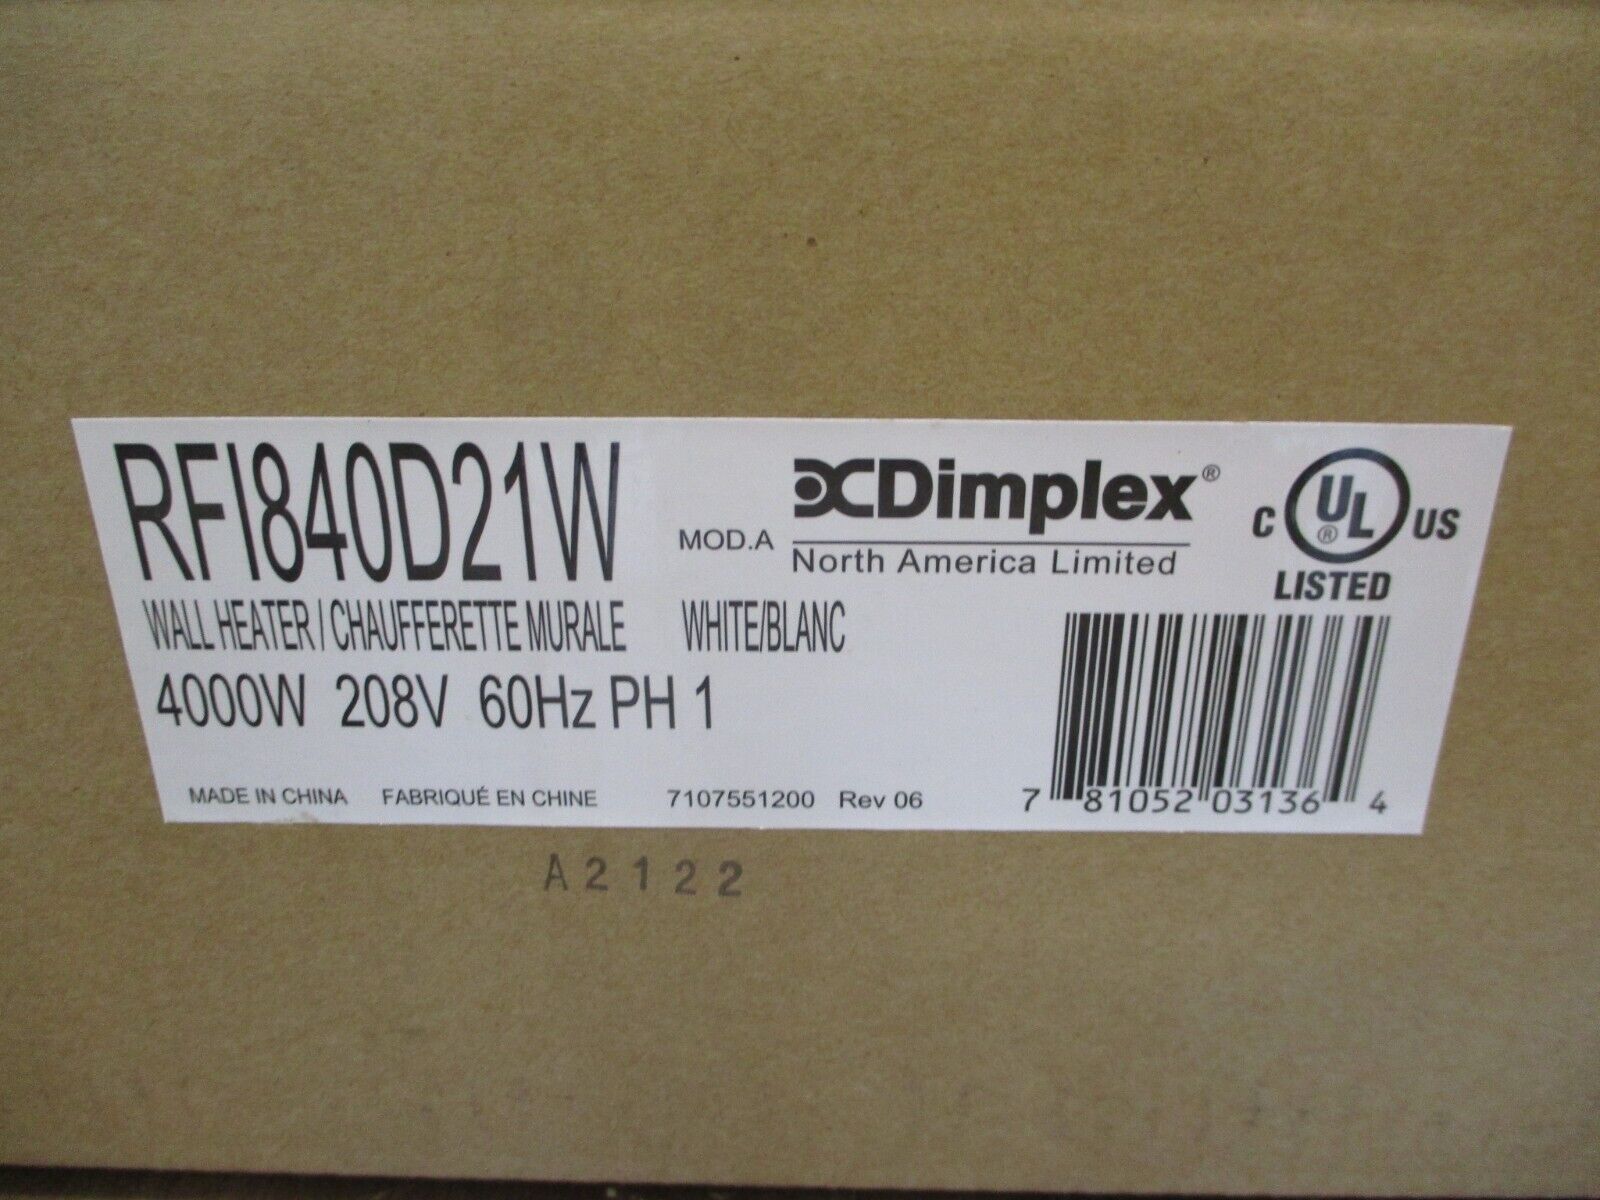 RFI840D21W MOD.A Dimplex®
North America Limited
C UL® US
LISTED
WALL HEATER / CHAUFFERETTE MURALE WHITE/BLANC
4000W 208V 60Hz PH 1
MADE IN CHINA FABRIQUÉ EN CHINE 7107551200 Rev 06
7 81052 03136 4
A2122